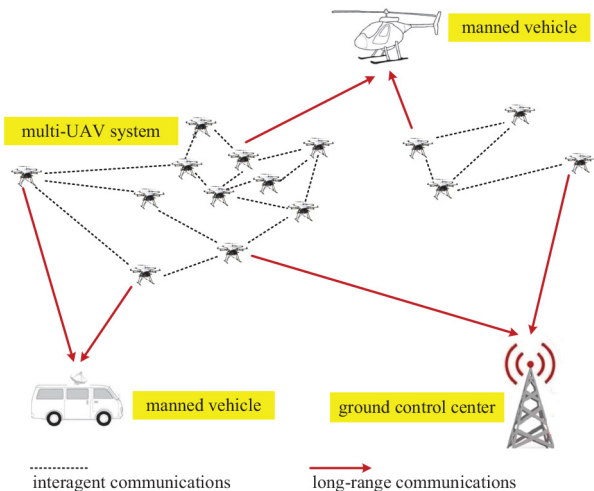 manned vehicle
multi-UAV system
manned vehicle
ground control center
interagent communications
long-range communications